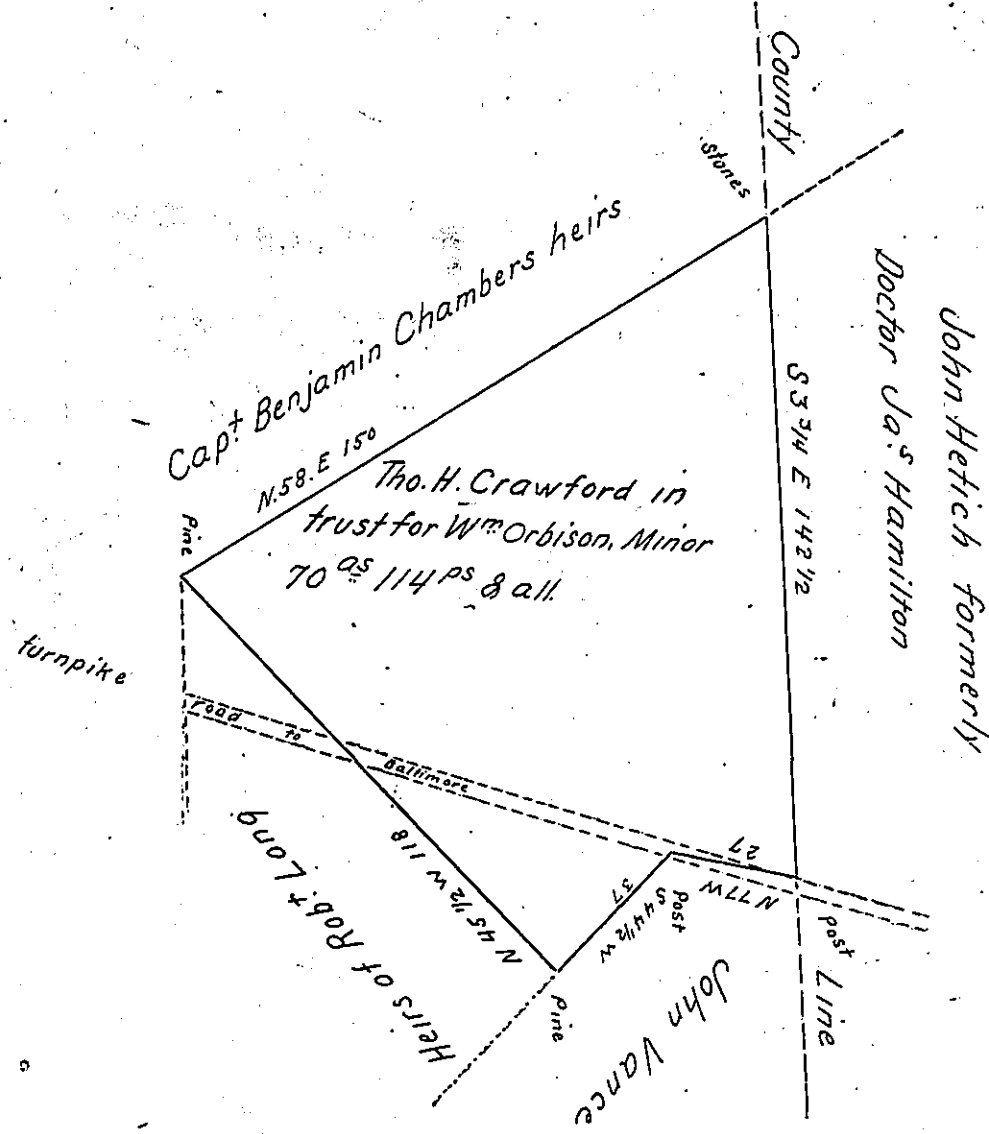 County
stones
Capt. Benjamin Chambers heirs
John Hetich formerly
Doctor Jas. Hamilton
S 3 3/4 E 142 1/2
N. 58. E 150
Tho. H. Crawford in
trust for Wm Orbison, Minor
70 as 114 ps & all.
Pine
turnpike
road to Baltimore
27
N 77 W
37
S 44 1/2 W
Post
Post
Line
N 45 1/2 W 118
Heirs of Robt. Long
Pine
John Vance